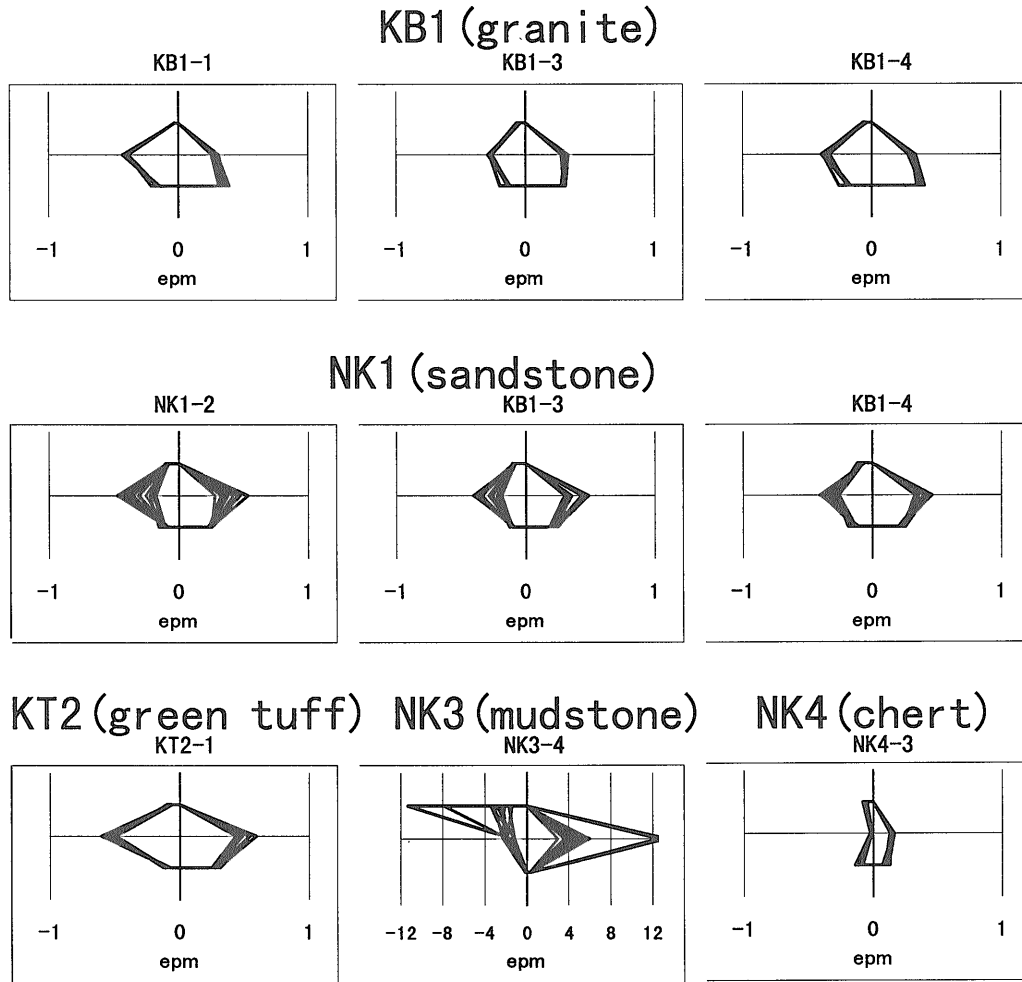 KB1(granite)
KB1-1 KB1-3 KB1-4
-1 0 1 -1 0 1 -1 0 1
epm epm epm
NK1(sandstone)
NK1-2 KB1-3 KB1-4
-1 0 1 -1 0 1 -1 0 1
epm epm epm
KT2(green tuff) NK3(mudstone) NK4(chert)
KT2-1 NK3-4 NK4-3
-1 0 1 -12 -8 -4 0 4 8 12 -1 0 1
epm epm epm